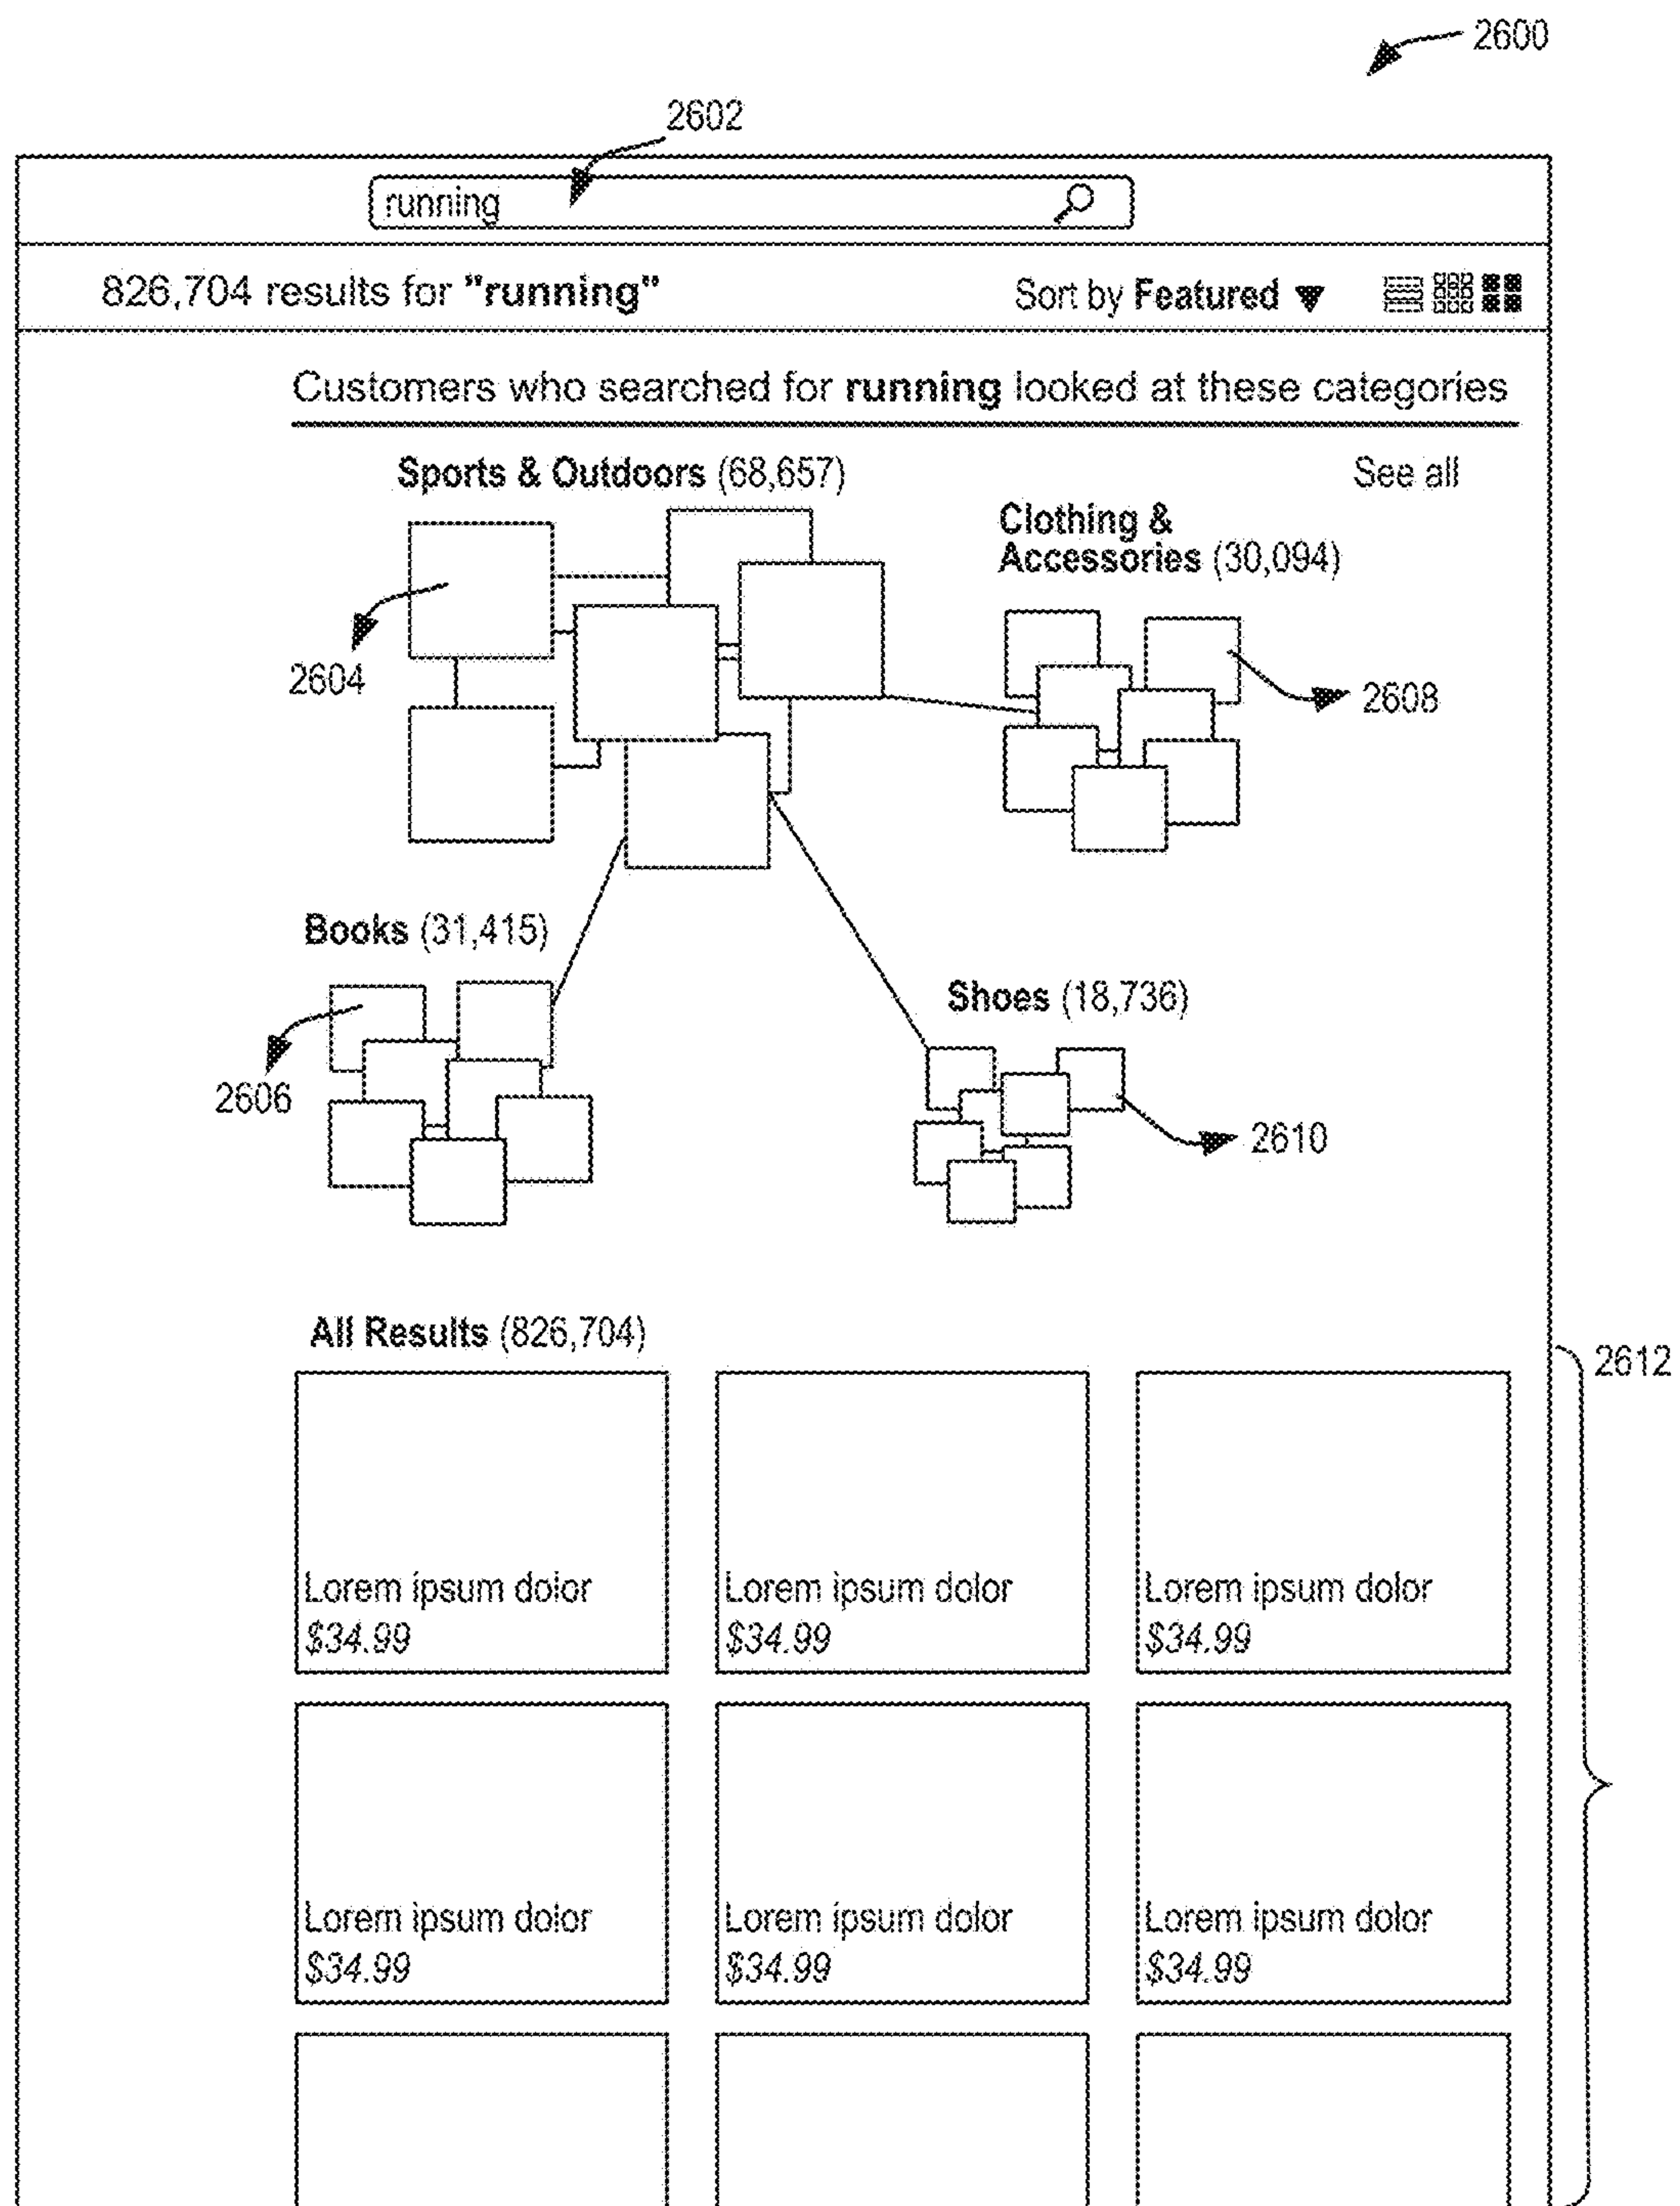 2600
2602
running
826,704 results for "running"
Sort by Featured
Customers who searched for running looked at these categories
Sports & Outdoors (68,657)
See all
Clothing &
Accessories (30,094)
2604
2608
Books (31,415)
Shoes (18,736)
2606
2610
All Results (826,704)
2612
Lorem ipsum dolor
$34.99
Lorem ipsum dolor
$34.99
Lorem ipsum dolor
$34.99
Lorem ipsum dolor
$34.99
Lorem ipsum dolor
$34.99
Lorem ipsum dolor
$34.99